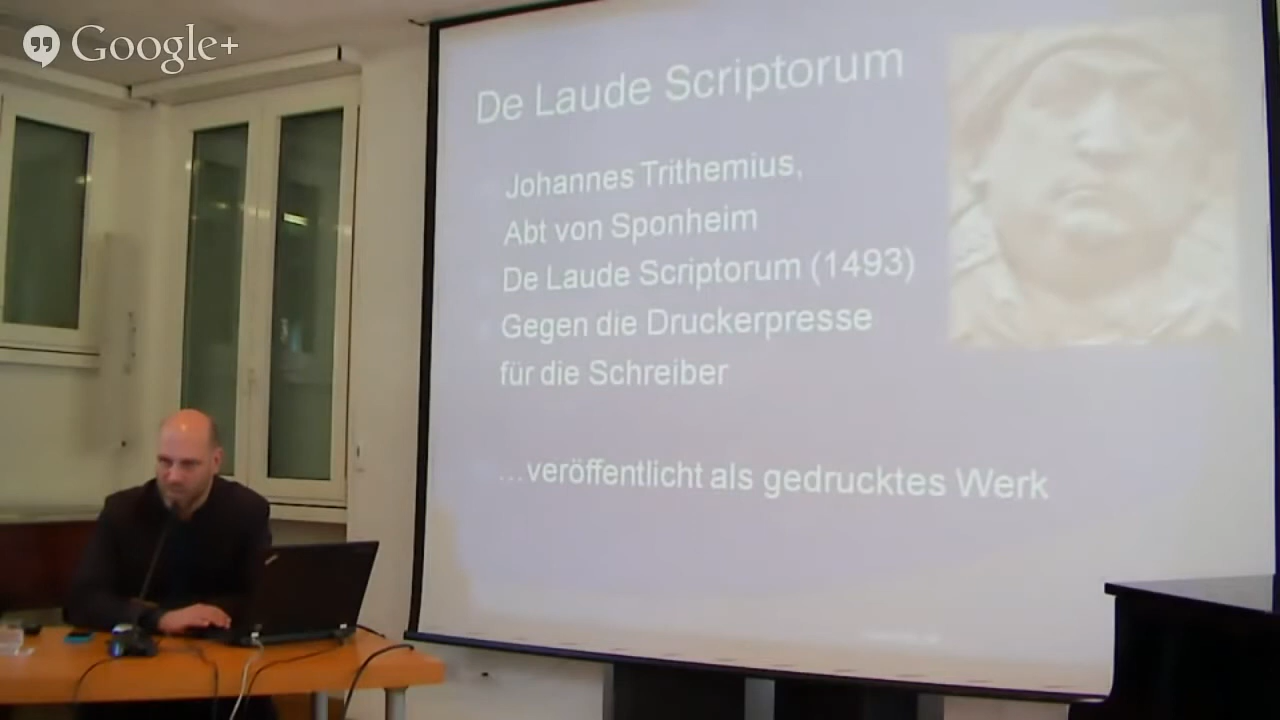 Google+
De Laude Scriptorum
Johannes Trithemius,
Abt von Sponheim
De Laude Scriptorum (1493)
Gegen die Druckerpresse
für die Schreiber
...veröffentlicht als gedrucktes Werk